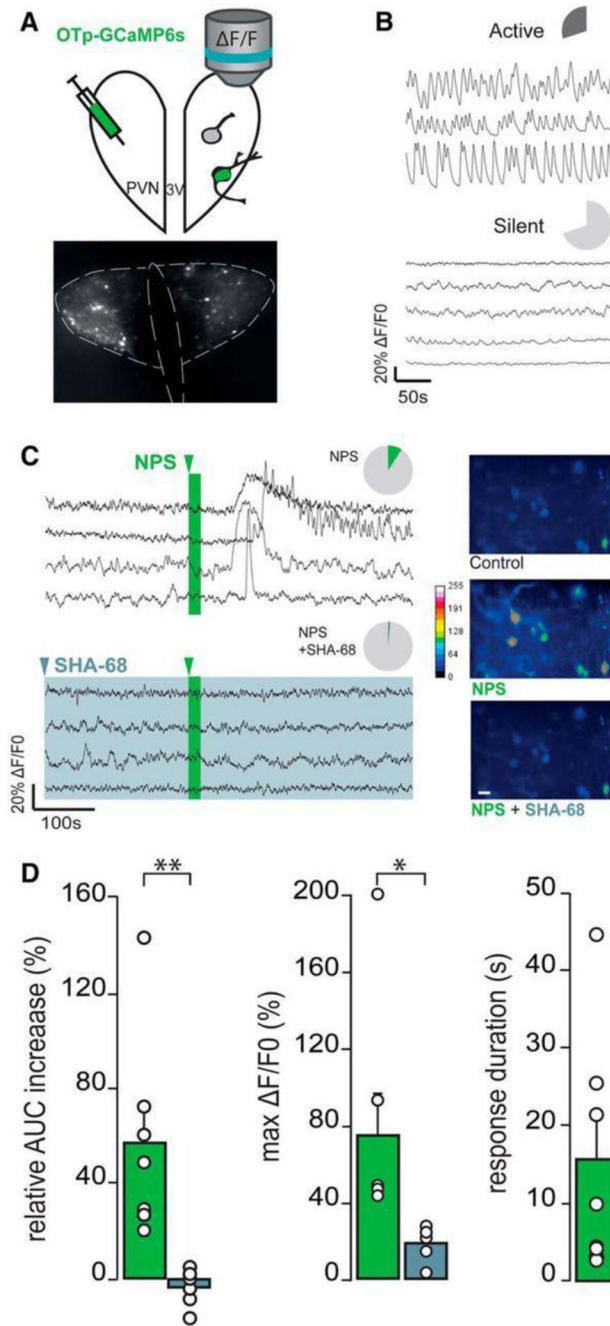 A
OTp-GCaMP6s
ΔF/F
PVN
3V
B
Active
Silent
20% ΔF/F0
50s
C
NPS
NPS
NPS
+SHA-68
SHA-68
20% ΔF/F0
100s
255
191
128
64
0
Control
NPS
NPS + SHA-68
D
relative AUC increaase (%)
160
120
80
40
0
**
max ΔF/F0 (%)
200
160
120
80
40
0
*
response duration (s)
50
40
30
20
10
0